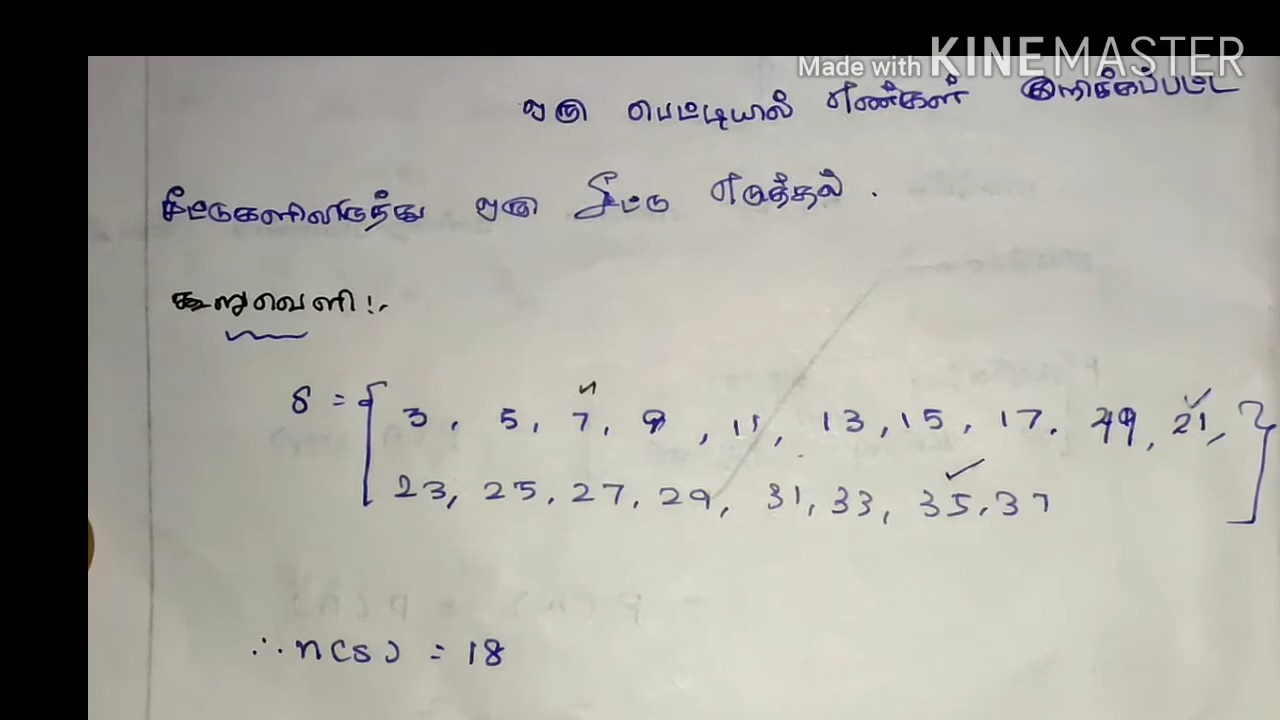 Made with KINEMASTER
ஒரு பெட்டியில் எண்கள் குறிக்கப்பட்ட
சீட்டுகளிலிருந்து ஒரு சீட்டு எடுத்தல்.
கூறுவெளி:-
S = { 3, 5, 7, 9, 11, 13, 15, 17, 19, 21,
23, 25, 27, 29, 31, 33, 35, 37 }
∴ n(S) = 18